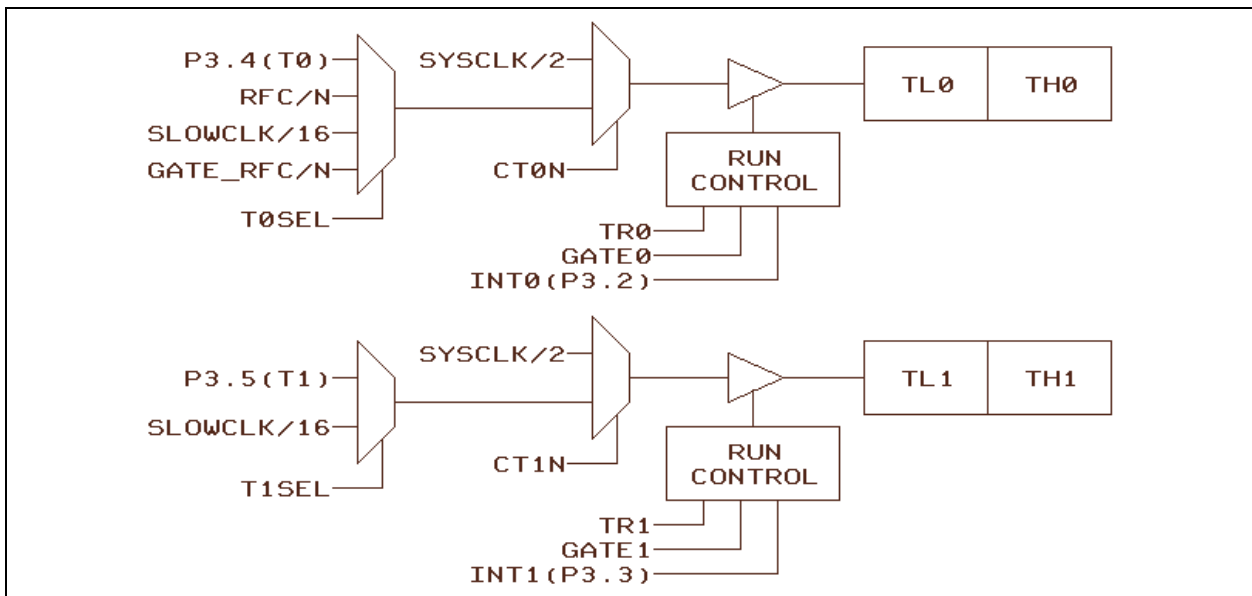 P3.4(T0)
SYSCLK/2
TL0
TH0
RFC/N
SLOWCLK/16
GATE_RFC/N
CT0N
RUN
CONTROL
T0SEL
TR0
GATE0
INT0(P3.2)
SYSCLK/2
P3.5(T1)
TL1
TH1
SLOWCLK/16
CT1N
RUN
CONTROL
T1SEL
TR1
GATE1
INT1(P3.3)